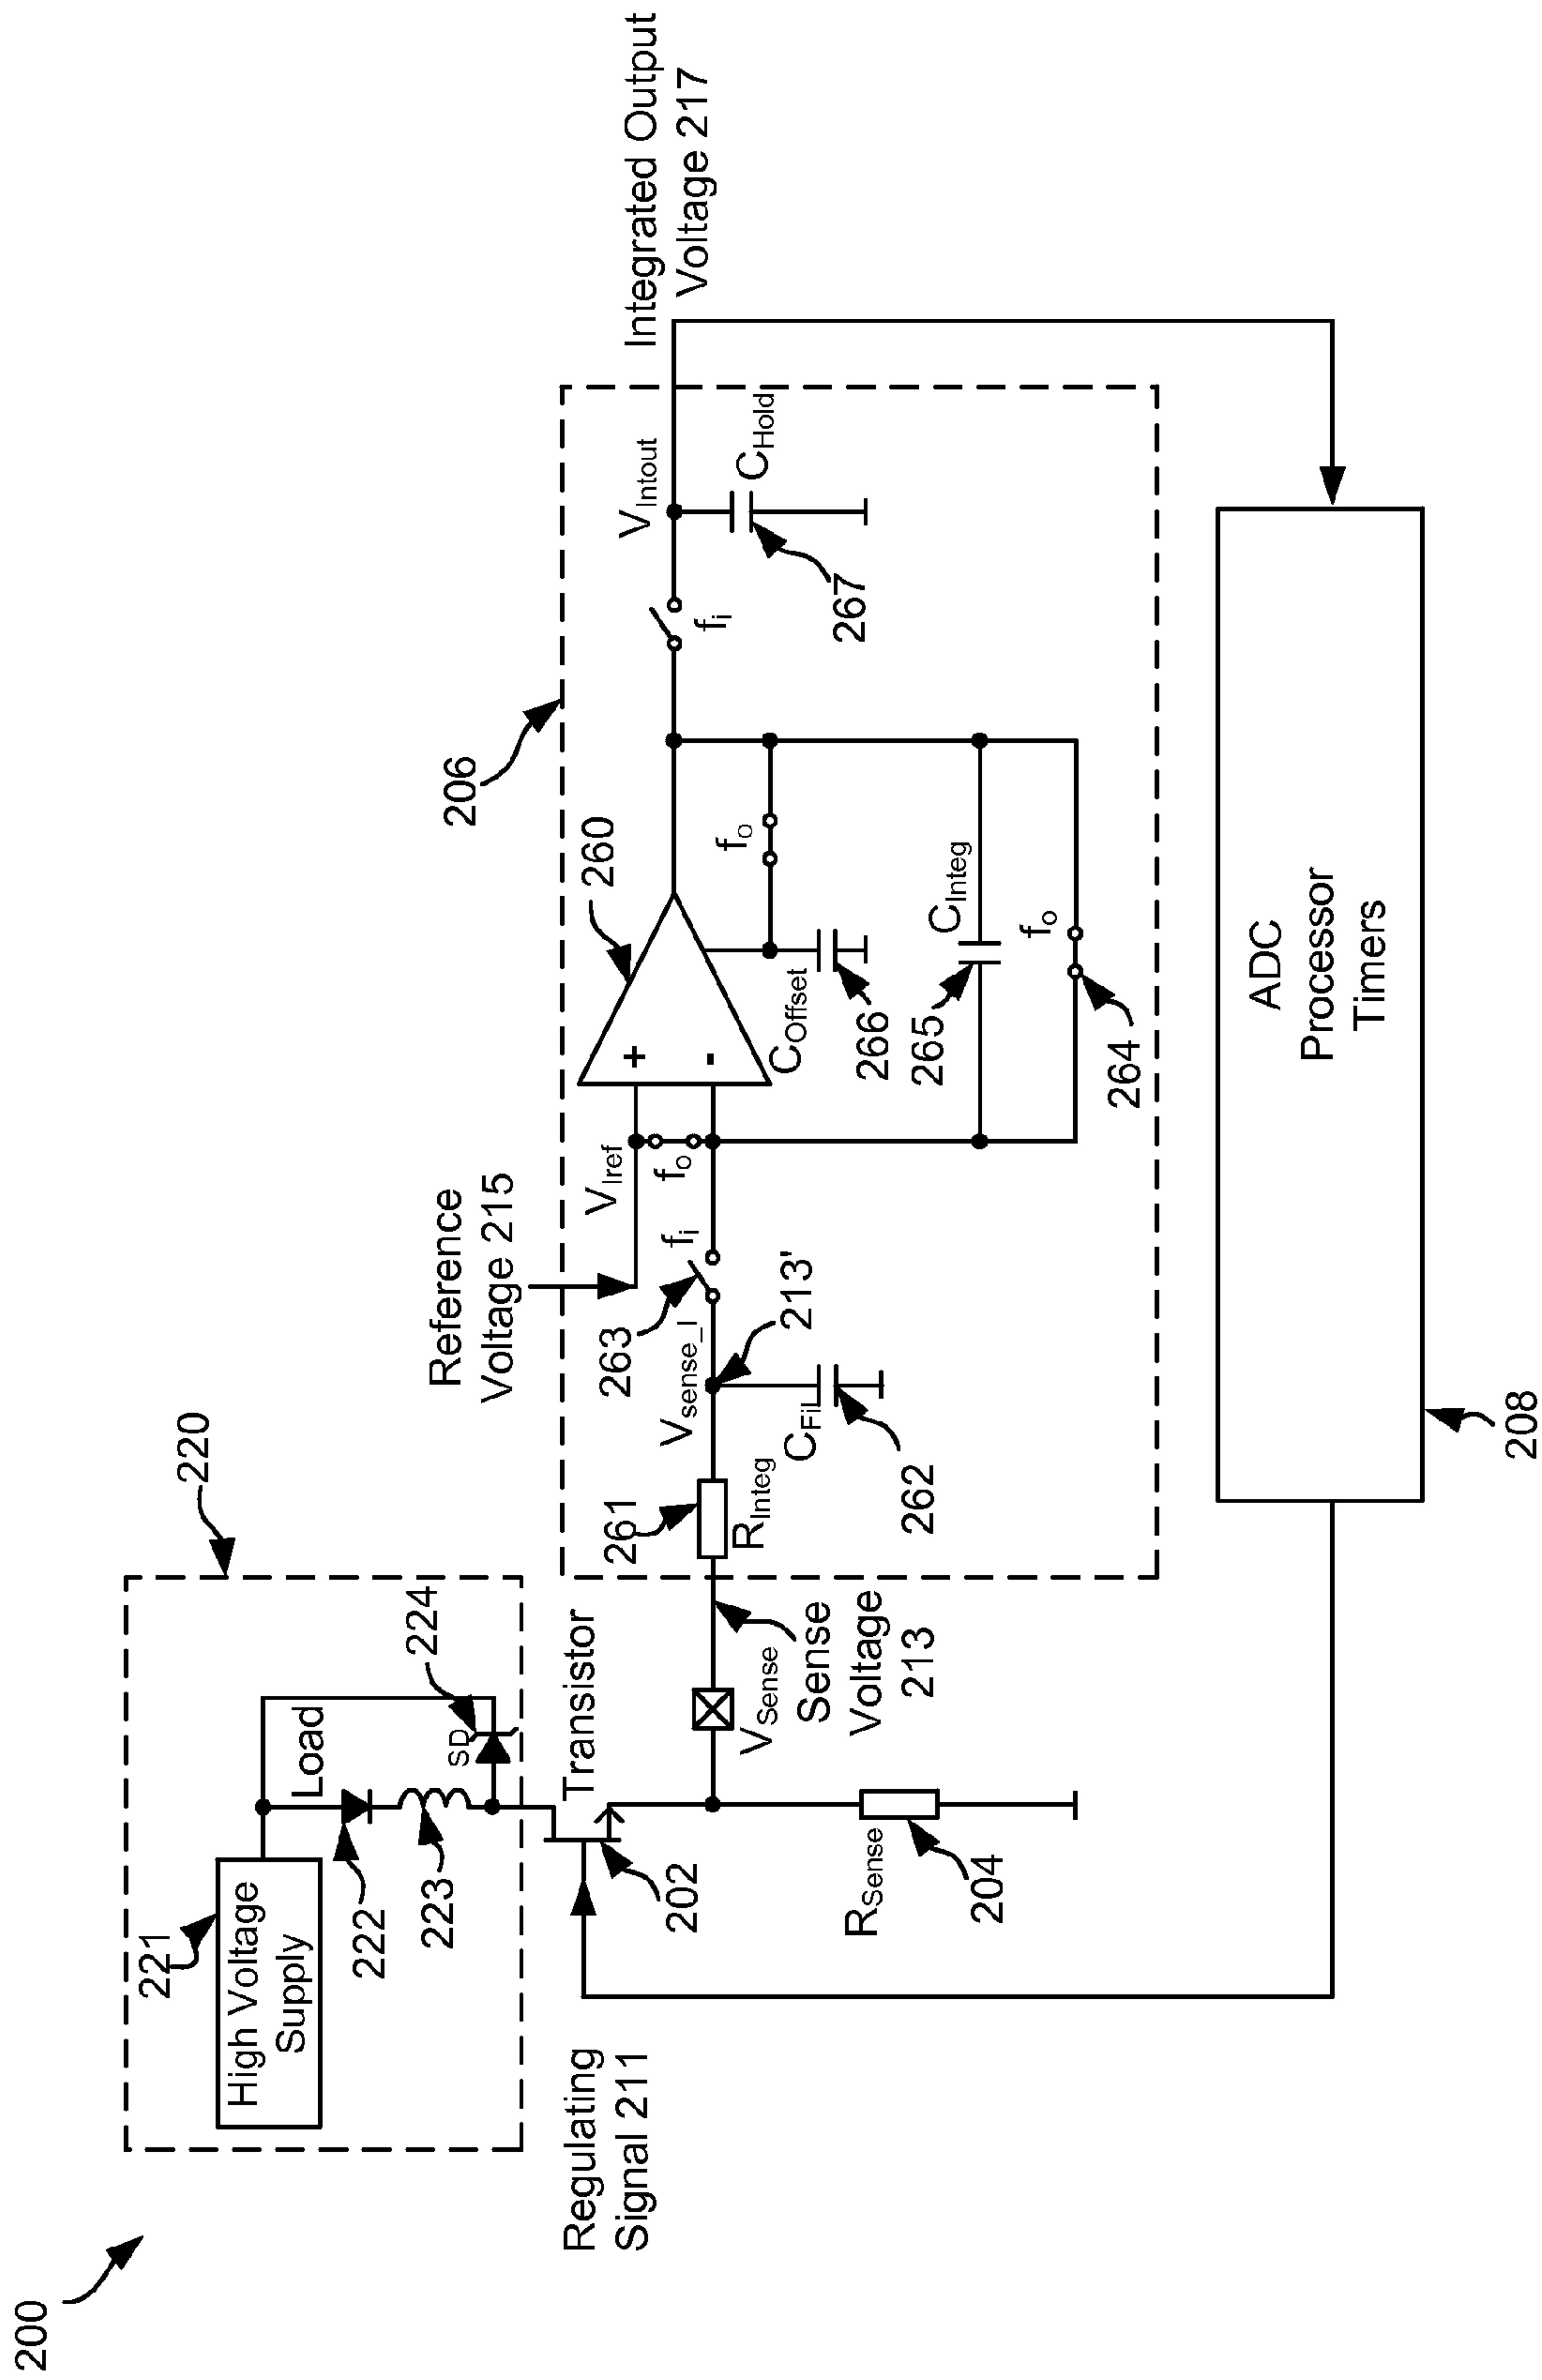 200
220
221
High Voltage
Supply
Load
222
223
SD
224
Regulating
Signal 211
Transistor
202
R_Sense
204
V_Sense
Sense
Voltage
213
Reference
Voltage 215
206
261
R_Integ
V_sense_I
263
f_i
213'
C_FiL
262
V_Iref
f_o
+
-
260
C_Offset
266
f_o
C_Integ
265
f_o
264
f_i
V_Intout
C_Hold
267
Integrated Output
Voltage 217
ADC
Processor
Timers
208